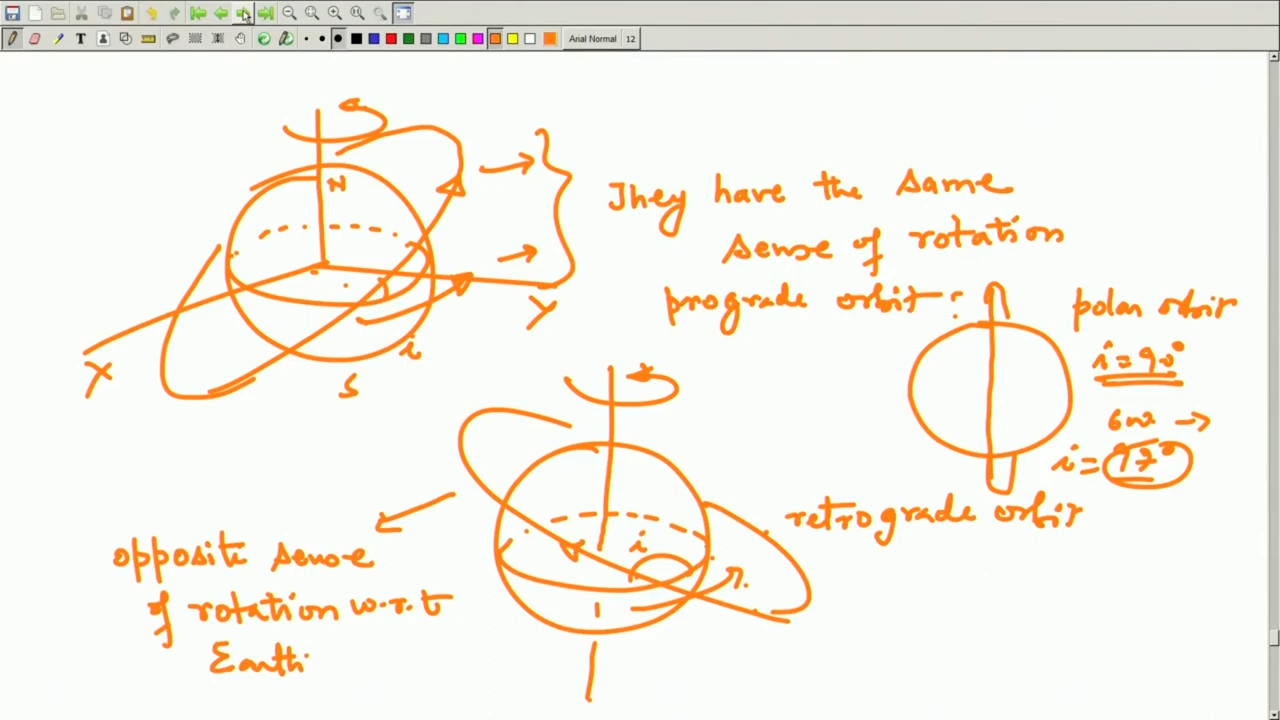 Arial Normal 12
N
They have the same
sense of rotation
prograde orbit :
X
Y
i
S
polar orbit
i = 90°
i = 97°
retrograde orbit
i
opposite sense
of rotation w.r.t
Earth